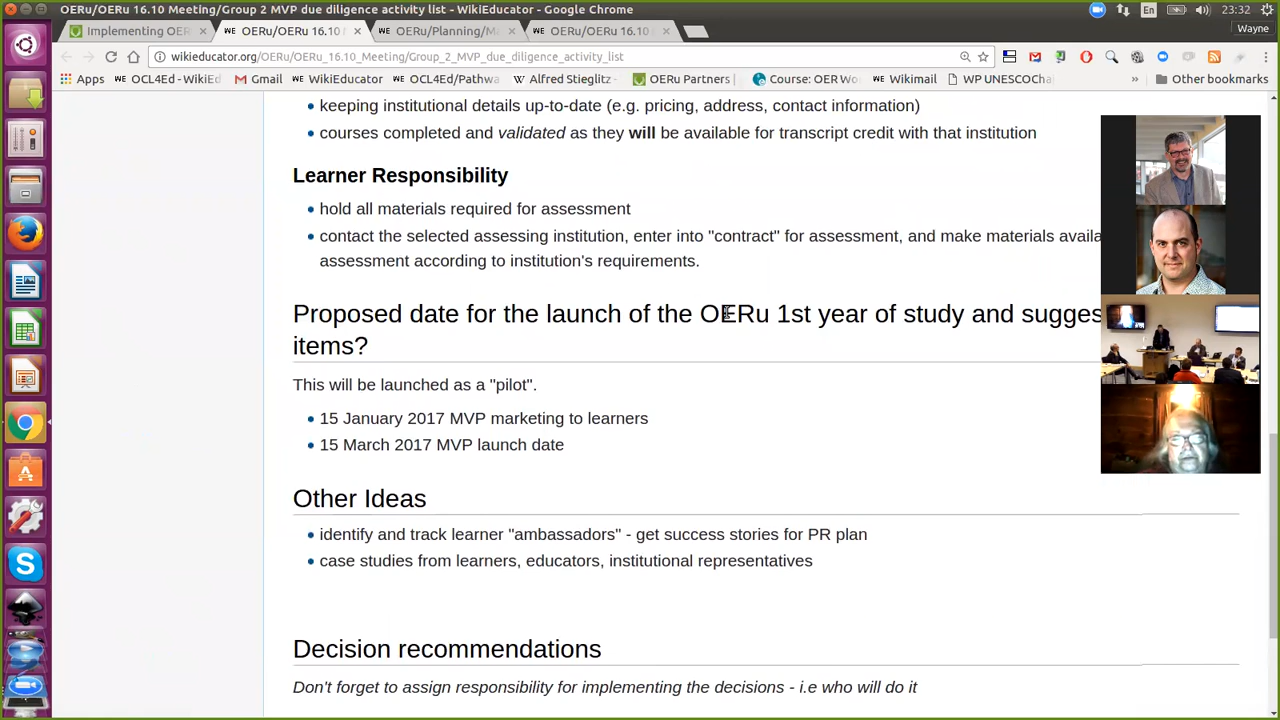 OERu/OERu 16.10 Meeting/Group 2 MVP due diligence activity list - WikiEducator - Google Chrome
En
23:32
Implementing OER
OERu/OERu 16.10
OERu/Planning/M
OERu/OERu 16.10
Wayne
wikieducator.org/OERu/OERu_16.10_Meeting/Group_2_MVP_due_diligence_activity_list
Apps
OCL4Ed - WikiEd
Gmail
WikiEducator
OCL4Ed/Pathwa
Alfred Stieglitz -
OERu Partners |
Course: OER Wo
Wikimail
WP UNESCOCha
»
Other bookmarks
keeping institutional details up-to-date (e.g. pricing, address, contact information)
courses completed and validated as they will be available for transcript credit with that institution
Learner Responsibility
hold all materials required for assessment
contact the selected assessing institution, enter into "contract" for assessment, and make materials availa
assessment according to institution's requirements.
Proposed date for the launch of the OERu 1st year of study and sugges
items?
This will be launched as a "pilot".
15 January 2017 MVP marketing to learners
15 March 2017 MVP launch date
Other Ideas
identify and track learner "ambassadors" - get success stories for PR plan
case studies from learners, educators, institutional representatives
Decision recommendations
Don't forget to assign responsibility for implementing the decisions - i.e who will do it